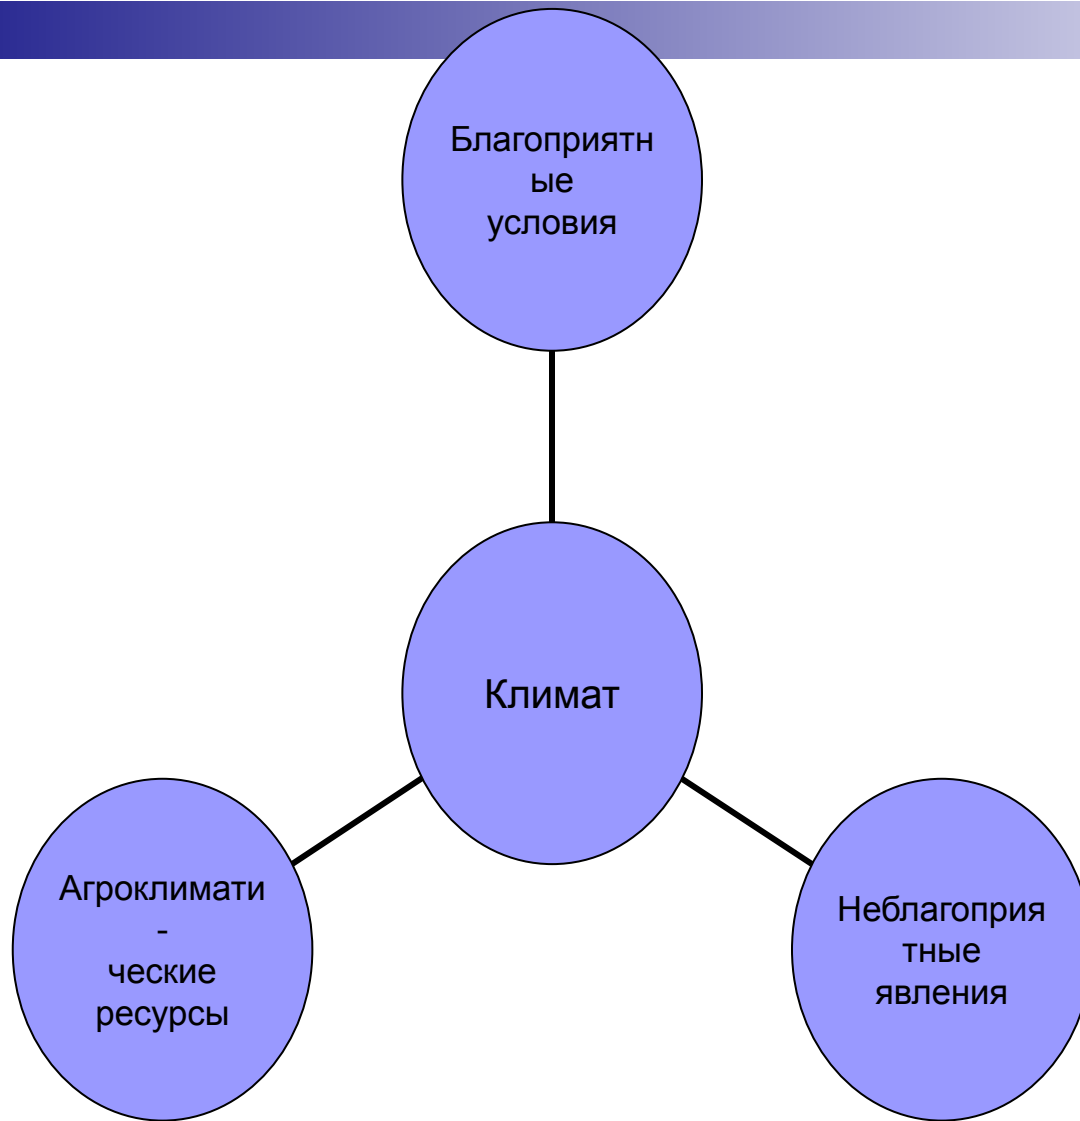 Благоприятн
ые
условия
Климат
Агроклимати
-
ческие
ресурсы
Неблагоприя
тные
явления